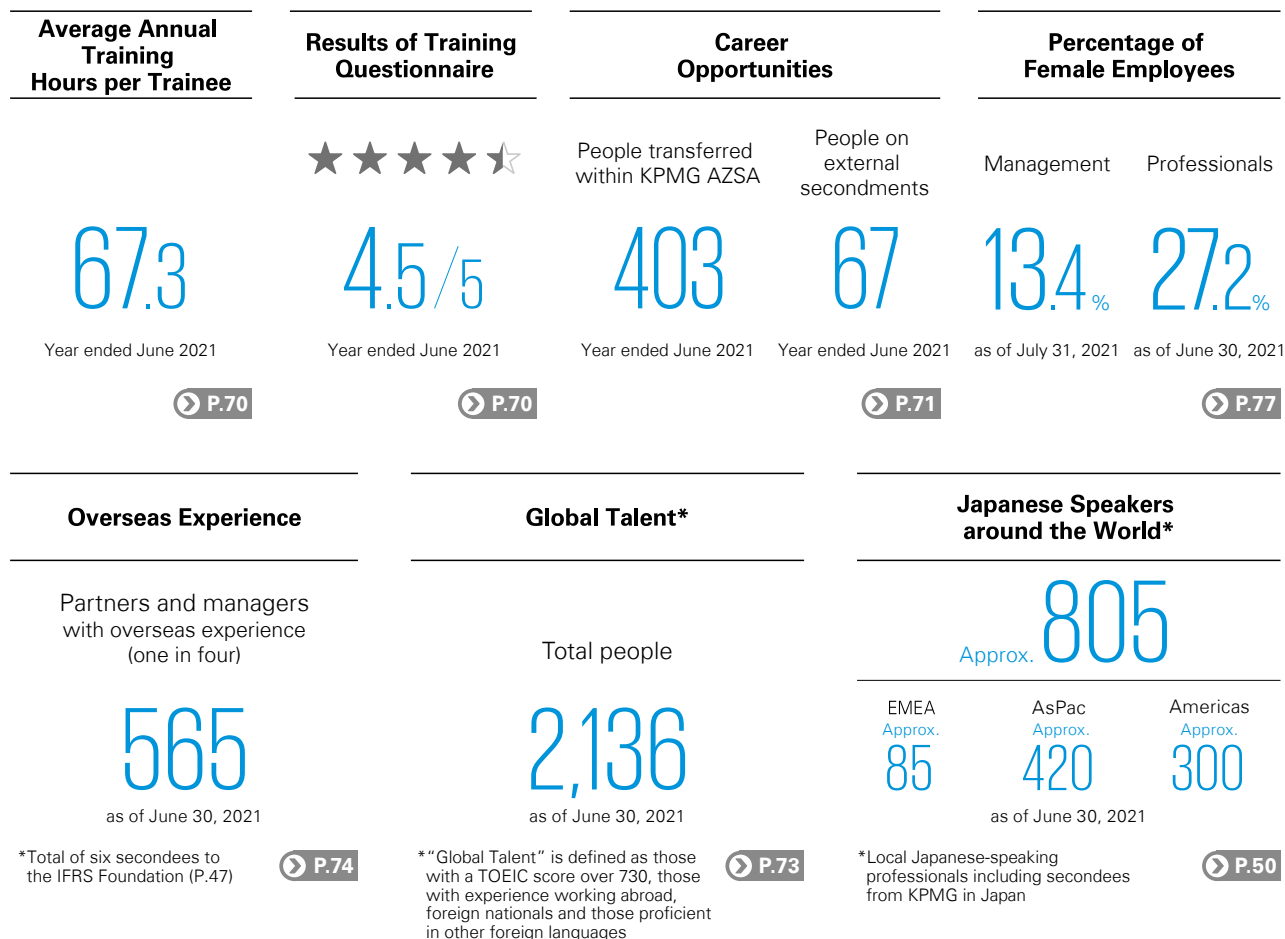 Average Annual
Training
Hours per Trainee
67.3
Year ended June 2021
P.70
Results of Training
Questionnaire
4.5/5
Year ended June 2021
P.70
Career
Opportunities
People transferred
within KPMG AZSA
403
Year ended June 2021
People on
external
secondments
67
Year ended June 2021
P.71
Percentage of
Female Employees
Management
13.4%
as of July 31, 2021
Professionals
27.2%
as of June 30, 2021
P.77
Overseas Experience
Partners and managers
with overseas experience
(one in four)
565
as of June 30, 2021
*Total of six secondees to
the IFRS Foundation (P.47)
P.74
Global Talent*
Total people
2,136
as of June 30, 2021
*“Global Talent” is defined as those
with a TOEIC score over 730, those
with experience working abroad,
foreign nationals and those proficient
in other foreign languages
P.73
Japanese Speakers
around the World*
Approx. 805
EMEA
Approx.
85
AsPac
Approx.
420
Americas
Approx.
300
as of June 30, 2021
*Local Japanese-speaking
professionals including secondees
from KPMG in Japan
P.50